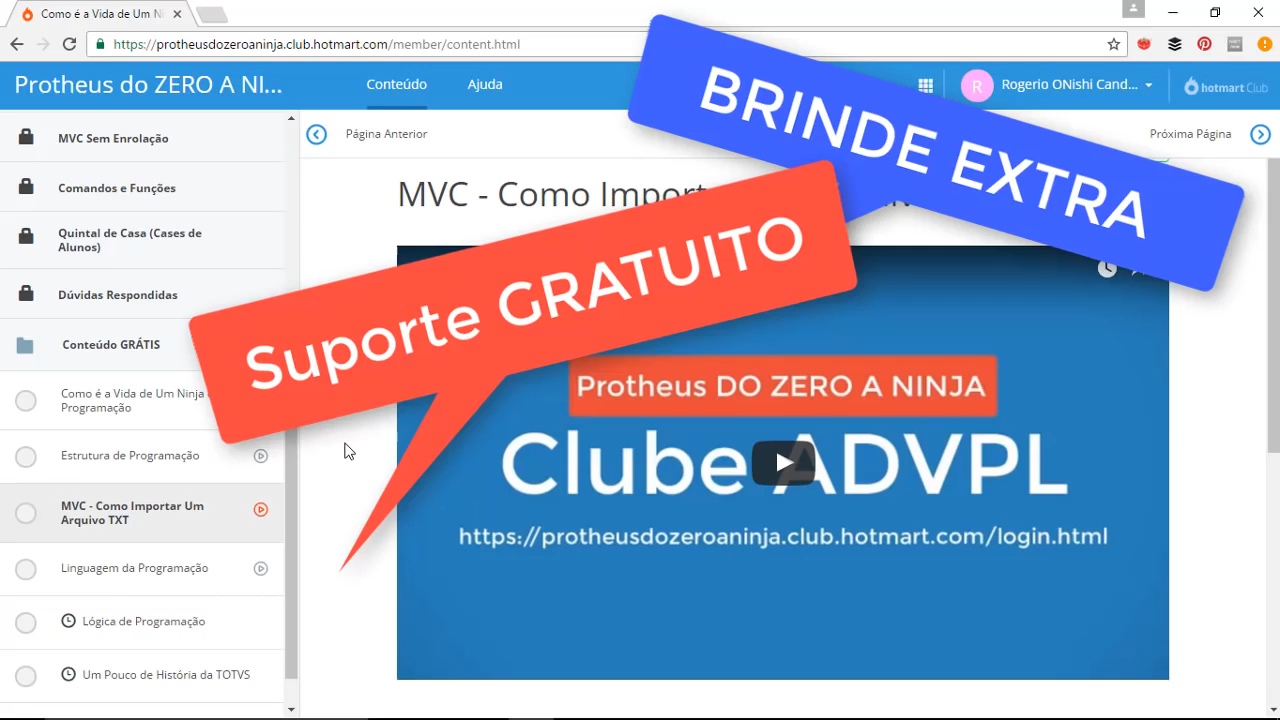 Como é a Vida de Um Ni
https://protheusdozeroaninja.club.hotmart.com/member/content.html
Protheus do ZERO A NI...
Conteúdo
Ajuda
Rogerio ONishi Cand...
hotmart Club
BRINDE EXTRA
Suporte GRATUITO
MVC Sem Enrolação
Comandos e Funções
Quintal de Casa (Cases de
Alunos)
Dúvidas Respondidas
Conteúdo GRÁTIS
Como é a Vida de Um Ninja
Programação
Estrutura de Programação
MVC - Como Importar Um
Arquivo TXT
Linguagem da Programação
Lógica de Programação
Um Pouco de História da TOTVS
Página Anterior
Próxima Página
MVC - Como Import
Protheus DO ZERO A NINJA
Clube ADVPL
https://protheusdozeroaninja.club.hotmart.com/login.html